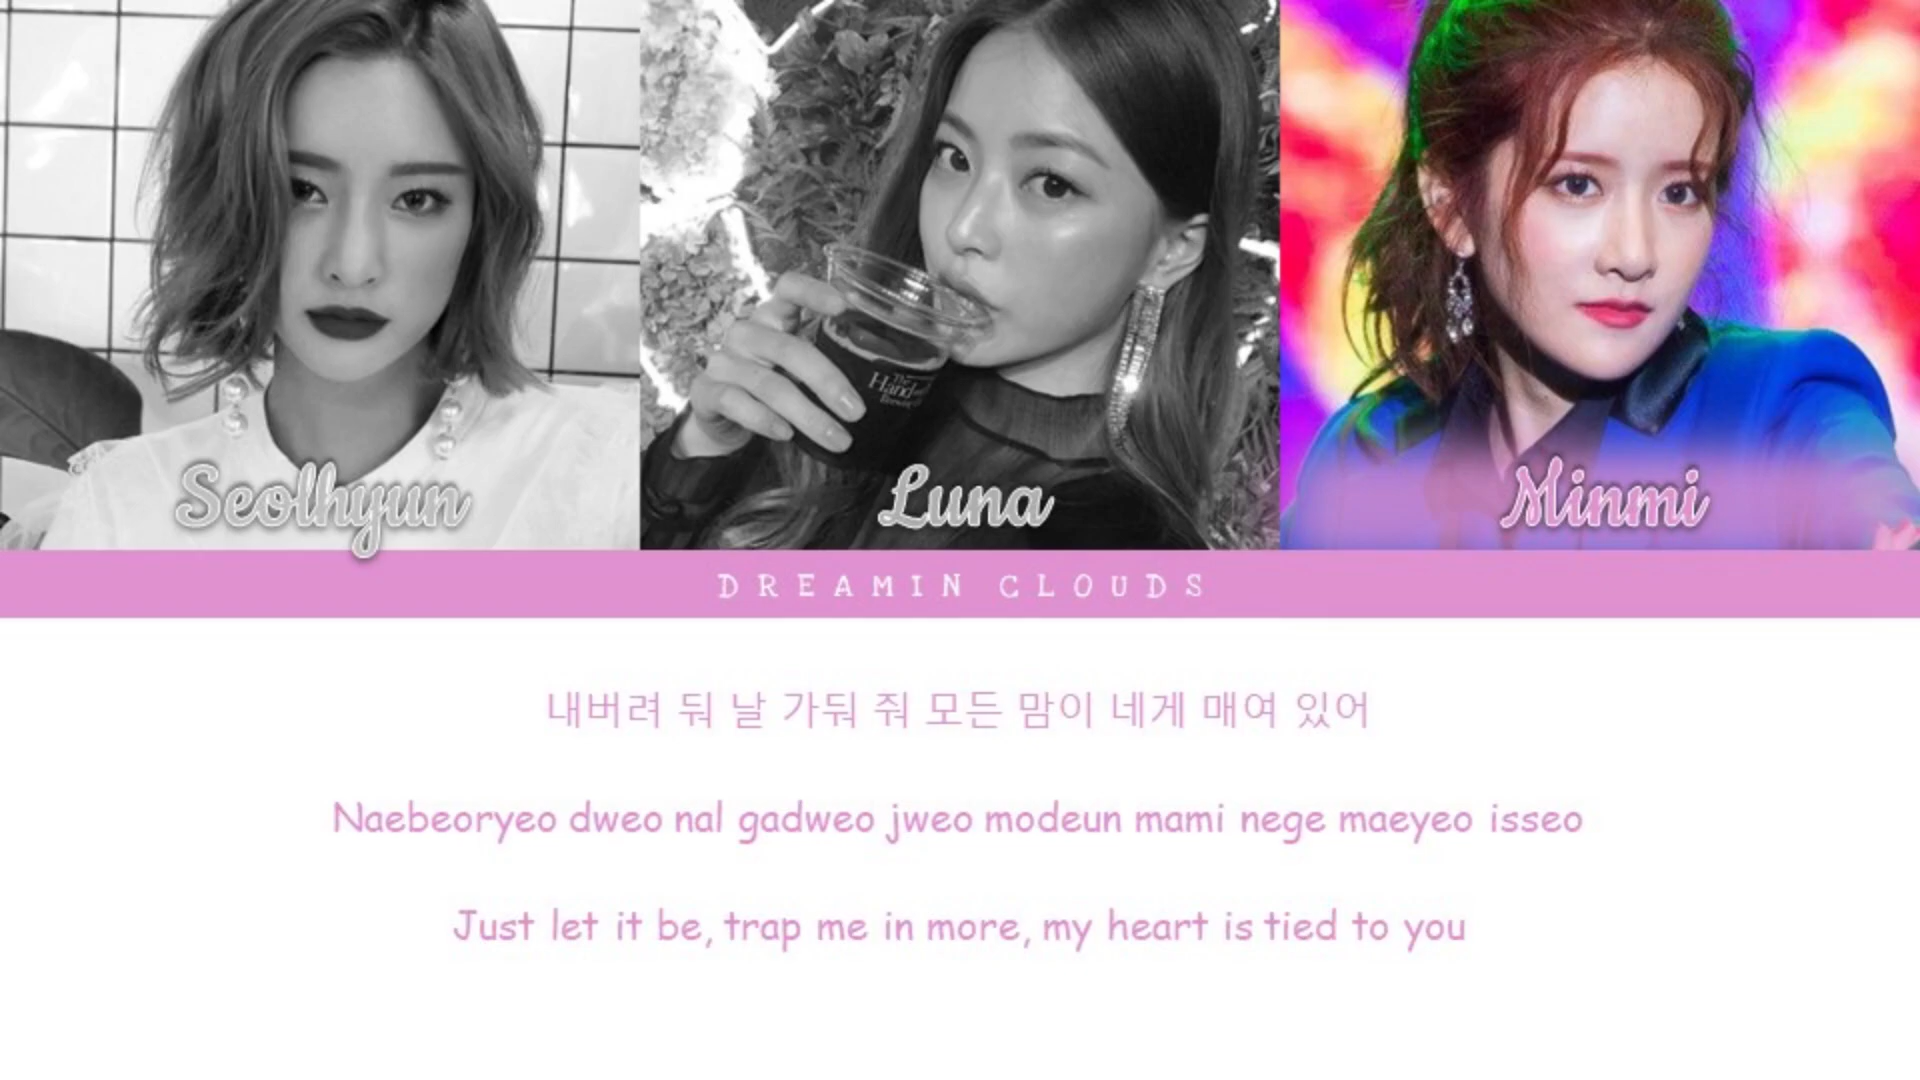 The
Hand
Seolhyun
Luna
Minmi
DREAMIN CLOUDS
내버려 둬 날 가둬 줘 모든 맘이 네게 매여 있어
Naebeoryeo dweo nal gadweo jweo modeun mami nege maeyeo isseo
Just let it be, trap me in more, my heart is tied to you